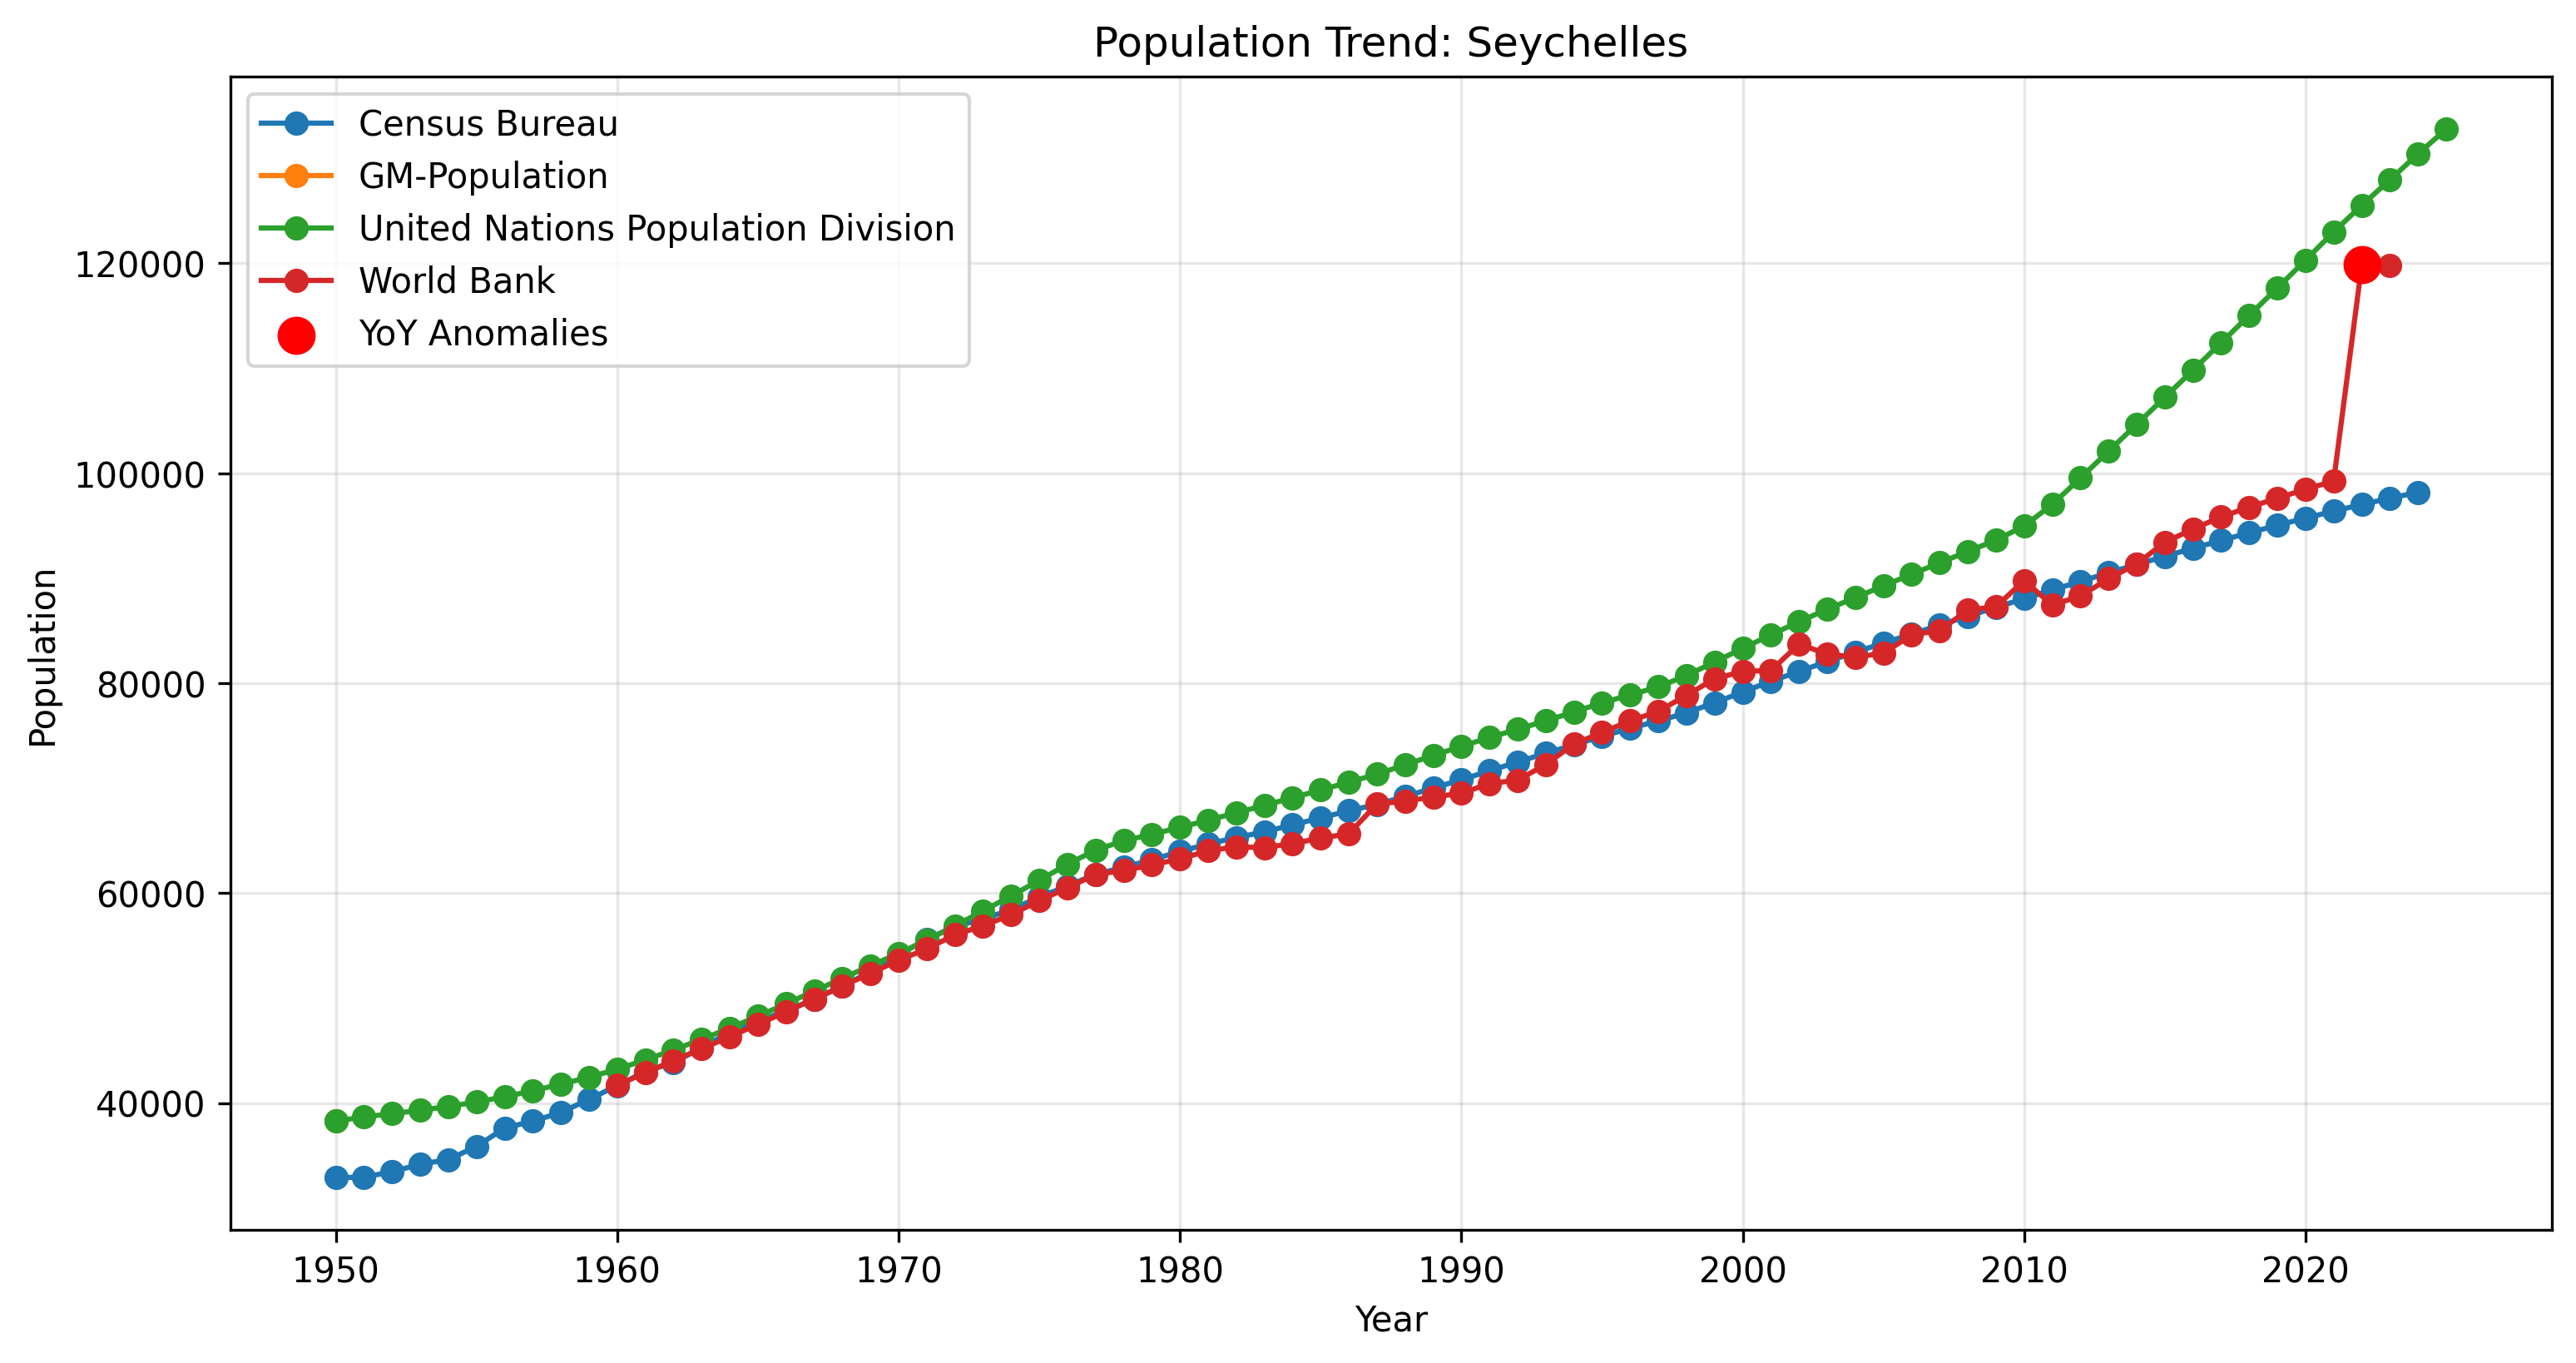 Population Trend: Seychelles
Census Bureau
GM-Population
United Nations Population Division
World Bank
YoY Anomalies
120000
100000
80000
60000
40000
Population
1950 1960 1970 1980 1990 2000 2010 2020
Year